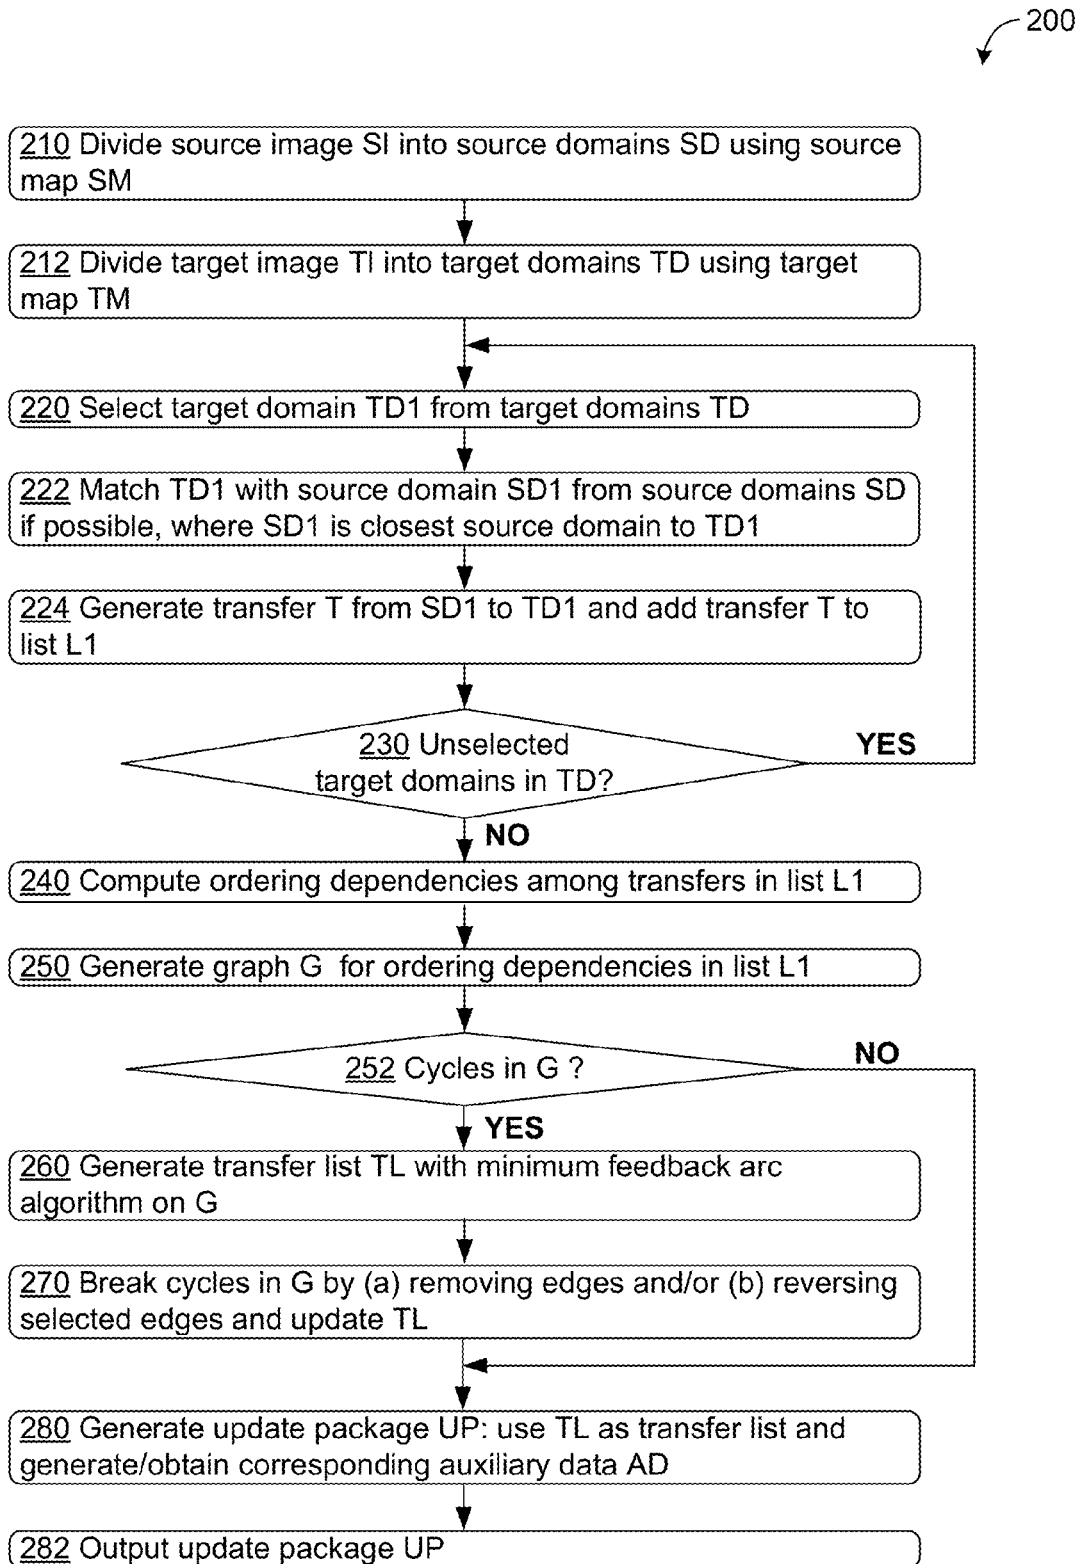 200
210 Divide source image SI into source domains SD using source
map SM
212 Divide target image TI into target domains TD using target
map TM
220 Select target domain TD1 from target domains TD
222 Match TD1 with source domain SD1 from source domains SD
if possible, where SD1 is closest source domain to TD1
224 Generate transfer T from SD1 to TD1 and add transfer T to
list L1
230 Unselected
target domains in TD?
YES
NO
240 Compute ordering dependencies among transfers in list L1
250 Generate graph G for ordering dependencies in list L1
252 Cycles in G ?
NO
YES
260 Generate transfer list TL with minimum feedback arc
algorithm on G
270 Break cycles in G by (a) removing edges and/or (b) reversing
selected edges and update TL
280 Generate update package UP: use TL as transfer list and
generate/obtain corresponding auxiliary data AD
282 Output update package UP